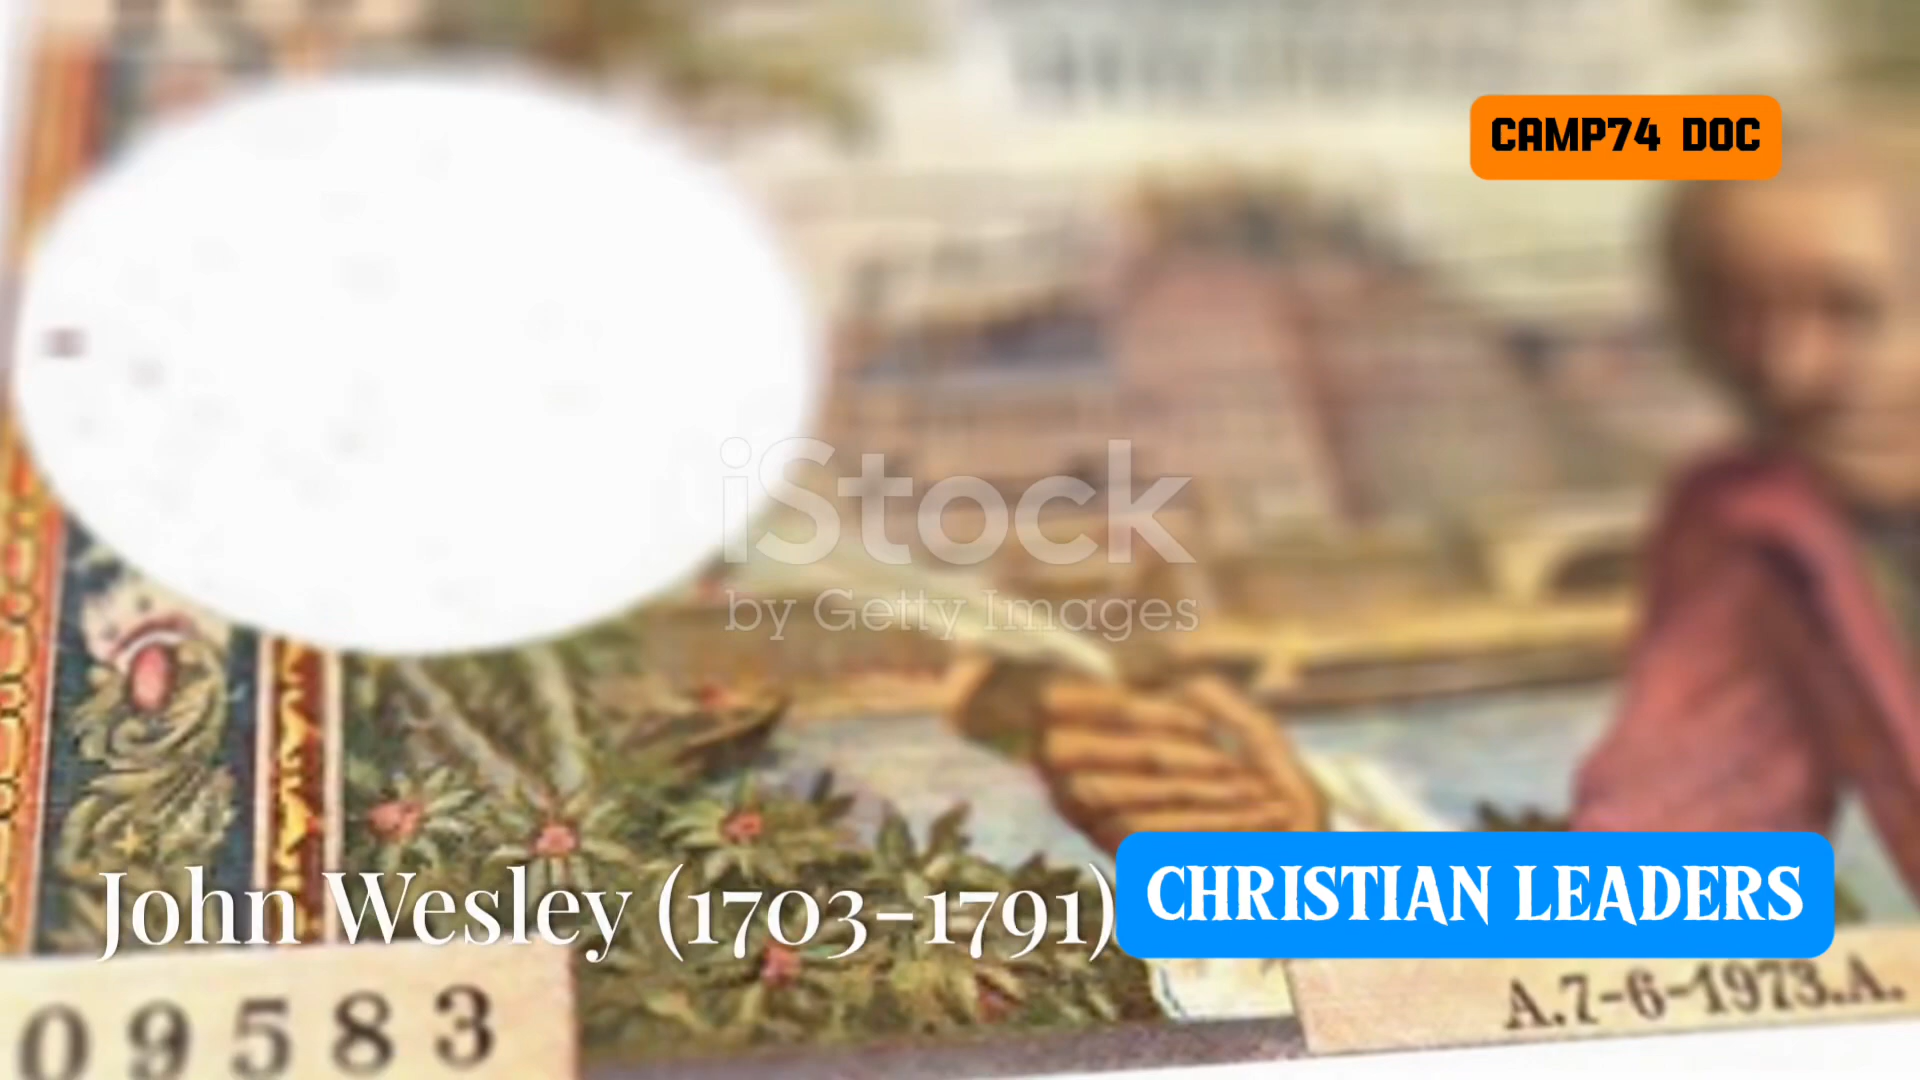 CAMP74 DOC
iStock
by Getty Images
John Wesley (1703-1791)
CHRISTIAN LEADERS
09583
A.7-6-1973.A.